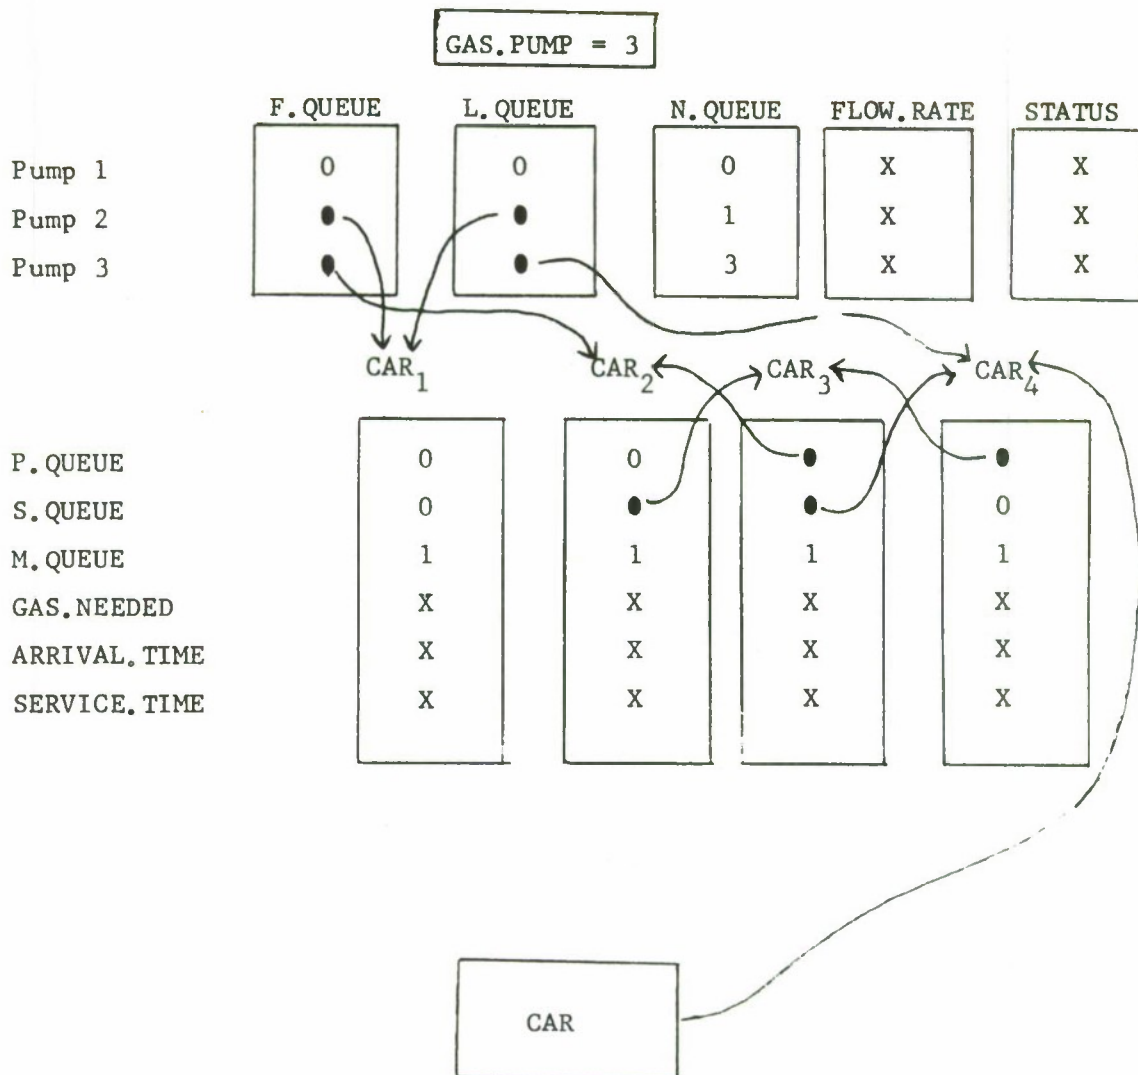 GAS.PUMP = 3
F.QUEUE L.QUEUE N.QUEUE FLOW.RATE STATUS
Pump 1 0 0 0 X X
Pump 2 1 X X
Pump 3 3 X X
CAR1 CAR2 CAR3 CAR4
P.QUEUE 0 0
S.QUEUE 0 0
M.QUEUE 1 1 1 1
GAS.NEEDED X X X X
ARRIVAL.TIME X X X X
SERVICE.TIME X X X X
CAR